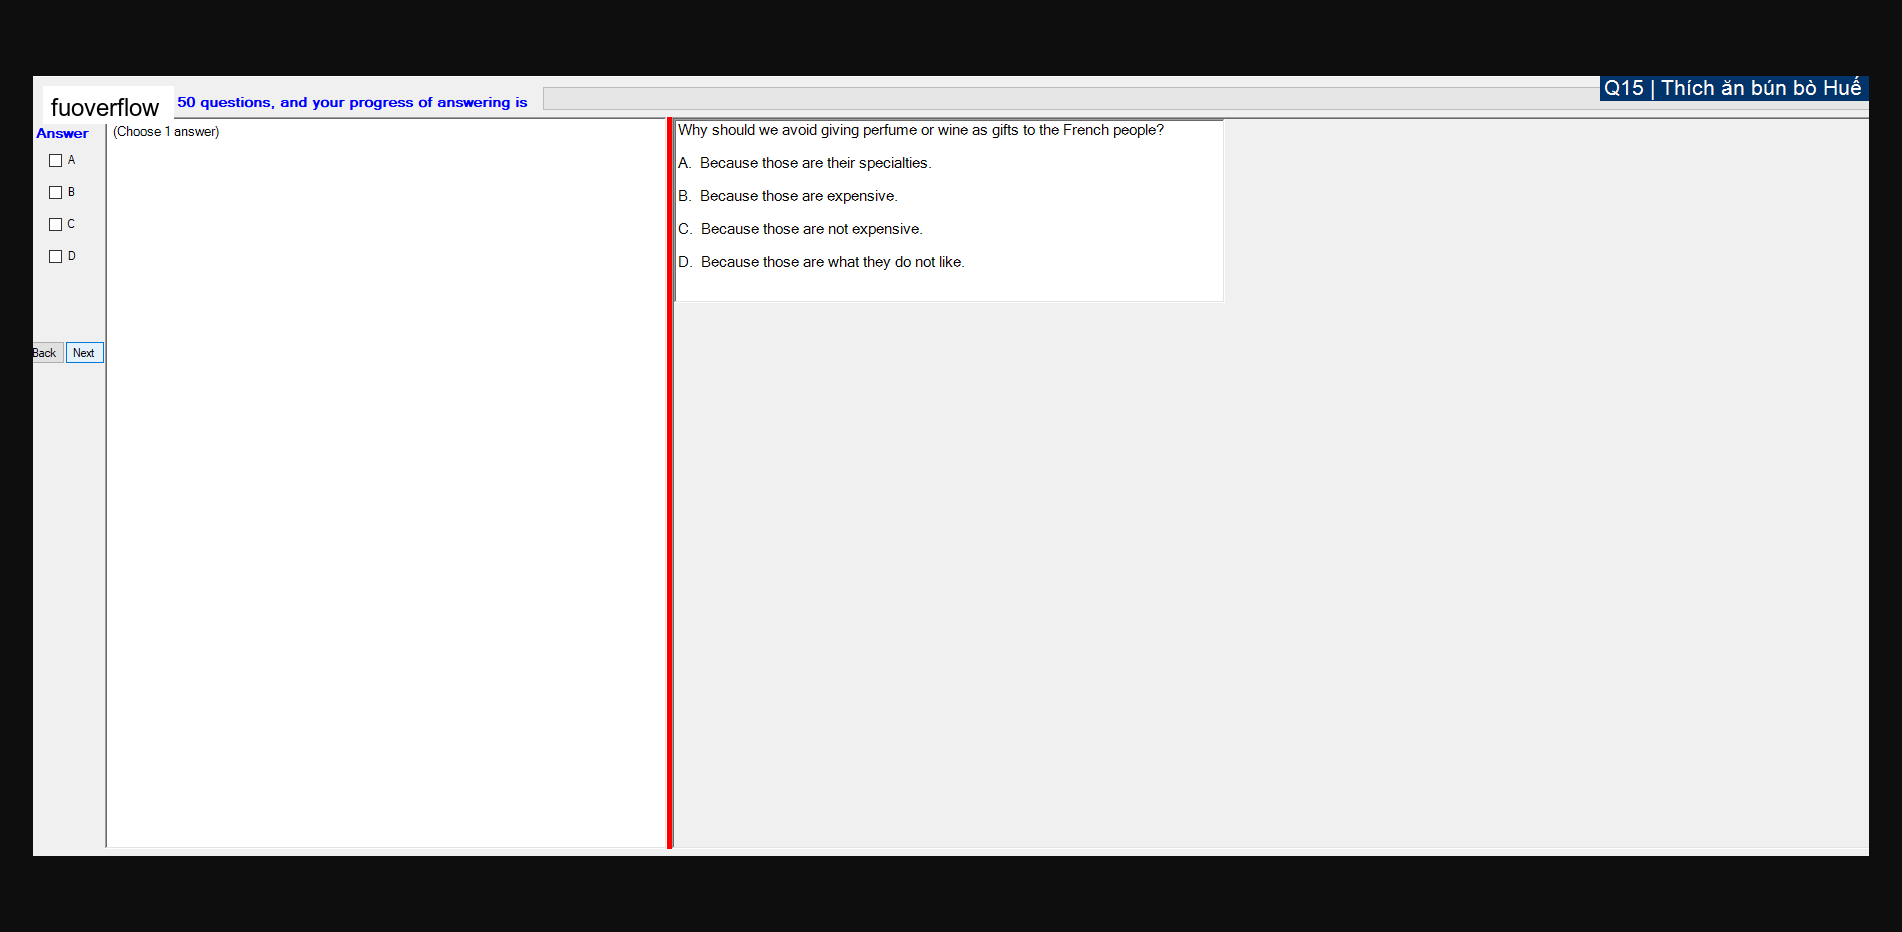 fuoverflow 50 questions, and your progress of answering is
Q15 | Thích ăn bún bò Huế
Answer
A
B
C
D
Back Next
(Choose 1 answer)
Why should we avoid giving perfume or wine as gifts to the French people?
A. Because those are their specialties.
B. Because those are expensive.
C. Because those are not expensive.
D. Because those are what they do not like.